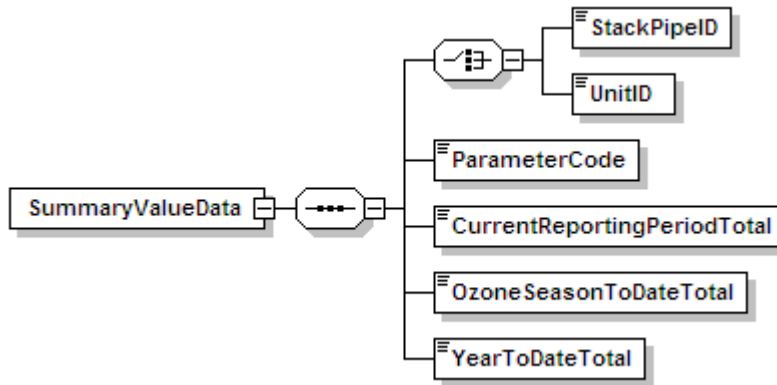 StackPipeID
UnitID
ParameterCode
SummaryValueData
CurrentReportingPeriodTotal
OzoneSeasonToDateTotal
YearToDateTotal